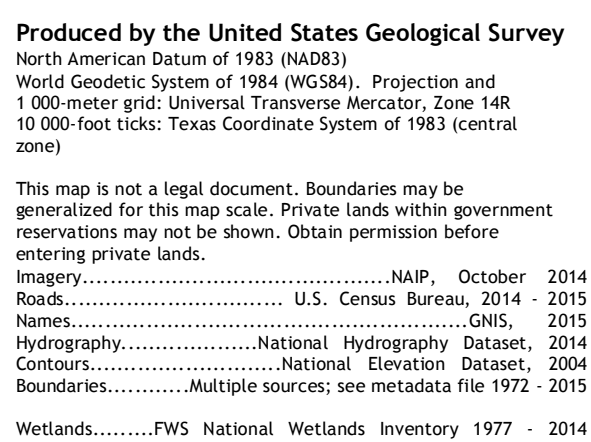 Produced by the United States Geological Survey
North American Datum of 1983 (NAD83)
World Geodetic System of 1984 (WGS84). Projection and
1 000-meter grid: Universal Transverse Mercator, Zone 14R
10 000-foot ticks: Texas Coordinate System of 1983 (central
zone)
This map is not a legal document. Boundaries may be
generalized for this map scale. Private lands within government
reservations may not be shown. Obtain permission before
entering private lands.
Imagery..........................................NAIP, October 2014
Roads.............................. U.S. Census Bureau, 2014 - 2015
Names......................................................GNIS, 2015
Hydrography...................National Hydrography Dataset, 2014
Contours..........................National Elevation Dataset, 2004
Boundaries............Multiple sources; see metadata file 1972 - 2015
Wetlands.........FWS National Wetlands Inventory 1977 - 2014